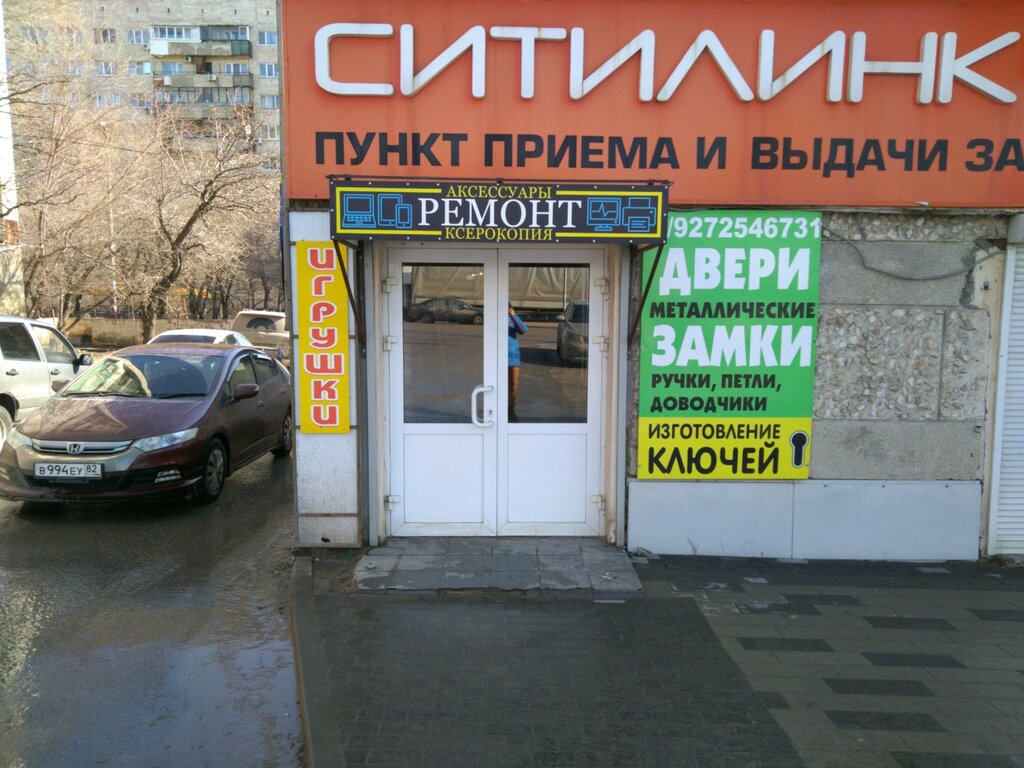 СИТИЛИНК
ПУНКТ ПРИЕМА И ВЫДАЧИ ЗА
АКСЕССУАРЫ
РЕМОНТ
КСЕРОКОПИЯ
ИГРУШКИ
/9272546731
ДВЕРИ
МЕТАЛЛИЧЕСКИЕ
ЗАМКИ
РУЧКИ, ПЕТЛИ,
ДОВОДЧИКИ
ИЗГОТОВЛЕНИЕ
КЛЮЧЕЙ
В 994 ЕУ 82